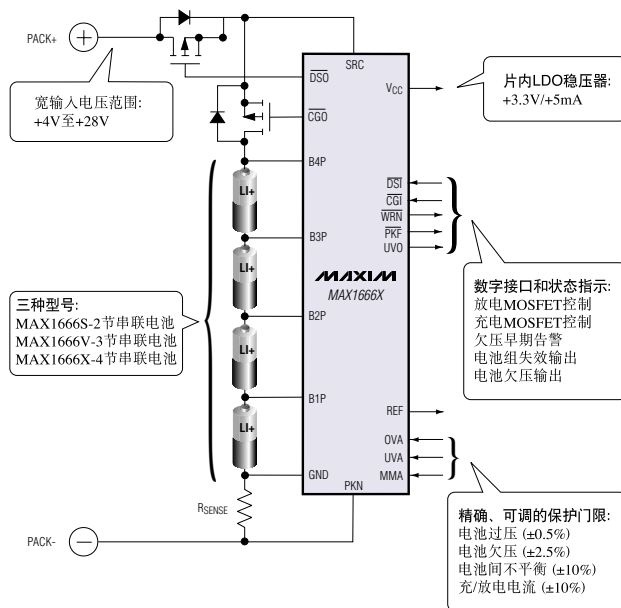 PACK+
宽输入电压范围:
+4V至+28V
SRC
DSO
CGO
VCC
片内LDO稳压器:
+3.3V/+5mA
B4P
LI+
B3P
LI+
B2P
LI+
B1P
LI+
GND
DSI
CGI
WRN
PKF
UVO
MAXIM
MAX1666X
三种型号:
MAX1666S-2节串联电池
MAX1666V-3节串联电池
MAX1666X-4节串联电池
数字接口和状态指示:
放电MOSFET控制
充电MOSFET控制
欠压早期告警
电池组失效输出
电池欠压输出
REF
OVA
UVA
MMA
PKN
RSENSE
PACK-
精确、可调的保护门限:
电池过压 (±0.5%)
电池欠压 (±2.5%)
电池间不平衡 (±10%)
充/放电电流 (±10%)